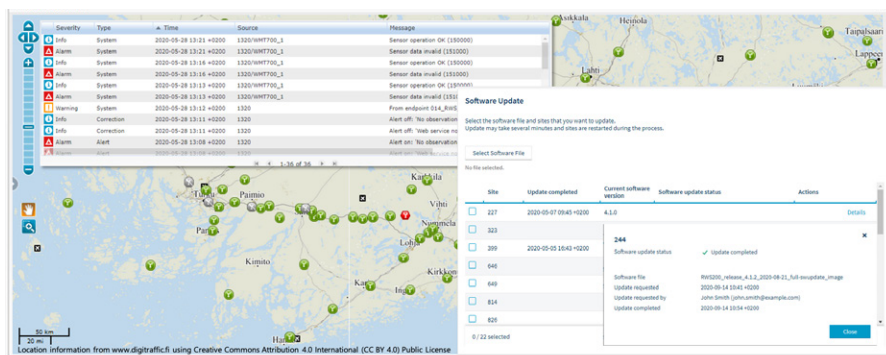 Severity Type Time Source Message
Info System 2020-05-28 13:21 +0200 1320/WMT700_1 Sensor operation OK (150000)
Alarm System 2020-05-28 13:21 +0200 1320/WMT700_1 Sensor data invalid (151000)
Info System 2020-05-28 13:16 +0200 1320/WMT700_1 Sensor operation OK (150000)
Alarm System 2020-05-28 13:16 +0200 1320/WMT700_1 Sensor data invalid (151000)
Info System 2020-05-28 13:13 +0200 1320/WMT700_1 Sensor operation OK (150000)
Alarm System 2020-05-28 13:13 +0200 1320/WMT700_1 Sensor data invalid (1510
Warning System 2020-05-28 13:12 +0200 1320 From endpoint 014_RWS
Info Correction 2020-05-28 13:11 +0200 1320 Alert off: 'No observation
Info Correction 2020-05-28 13:11 +0200 1320 Alert off: 'Web service no
Alarm Alert 2020-05-28 13:08 +0200 1320 Alert on: 'No observation
Alarm Alert 2020-05-28 13:08 +0200 1320
1-36 of 36
Asikkala
Heinola
Taipalsaari
Lappee
Lahti
Karkkila
Turku
Paimio
Vihti
Nummela
Lohja
Kimito
Kirkkon
Software Update
Select the software file and sites that you want to update.
Update may take several minutes and sites are restarted during the process.
Select Software File
No file selected.
Site Update completed Current software version Software update status Actions
227 2020-05-07 09:45 +0200 4.1.0 Details
323
399 2020-05-05 16:43 +0200
646
649
814
826
0 / 22 selected
244
Software update status Update completed
Software file RWS200_release_4.1.2_2020-08-21_full-swupdate_image
Update requested 2020-09-14 10:41 +0200
Update requested by John Smith (john.smith@example.com)
Update completed 2020-09-14 10:54 +0200
Close
50 km
20 mi
Location information from www.digitraffic.fi using Creative Commons Attribution 4.0 International (CC BY 4.0) Public License